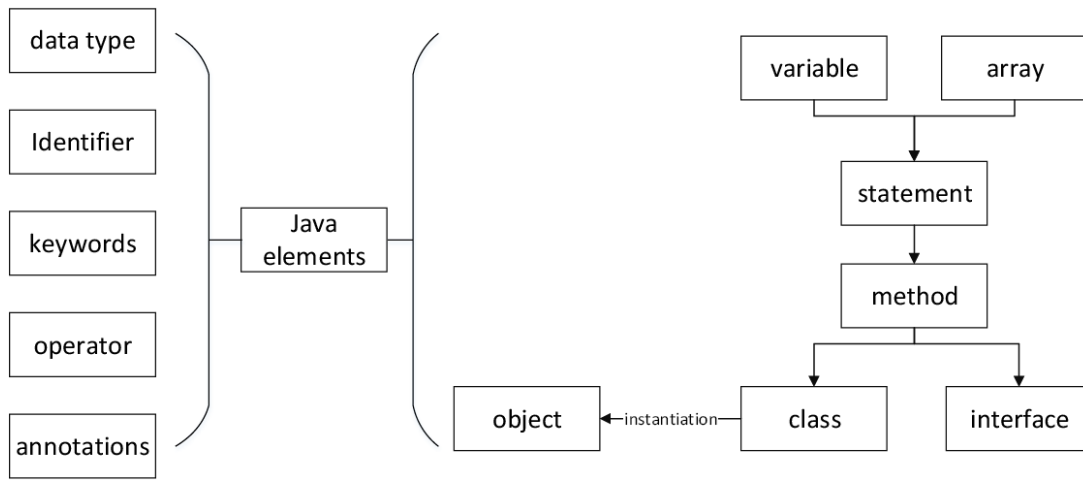 data type
Identifier
keywords
operator
annotations
Java
elements
variable
array
statement
method
object
instantiation
class
interface